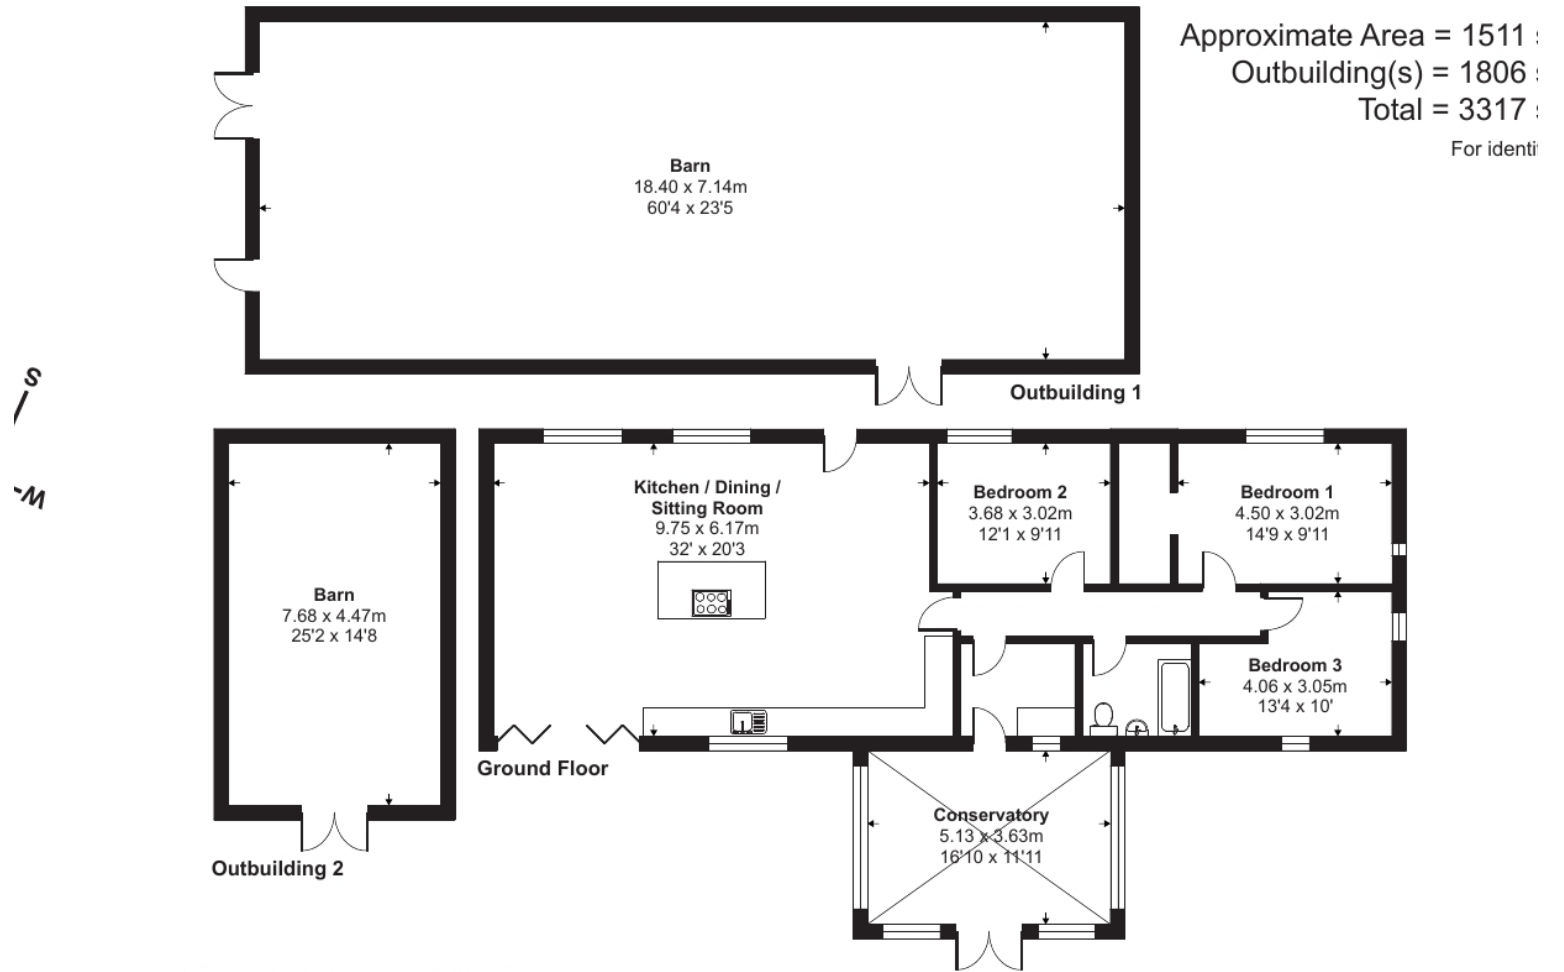 Approximate Area = 1511
Outbuilding(s) = 1806
Total = 3317
For identi
Barn
18.40 x 7.14m
60'4 x 23'5
Outbuilding 1
S
W
Kitchen / Dining /
Sitting Room
9.75 x 6.17m
32' x 20'3
Bedroom 2
3.68 x 3.02m
12'1 x 9'11
Bedroom 1
4.50 x 3.02m
14'9 x 9'11
Barn
7.68 x 4.47m
25'2 x 14'8
Bedroom 3
4.06 x 3.05m
13'4 x 10'
Ground Floor
Conservatory
5.13 x 3.63m
16'10 x 11'11
Outbuilding 2